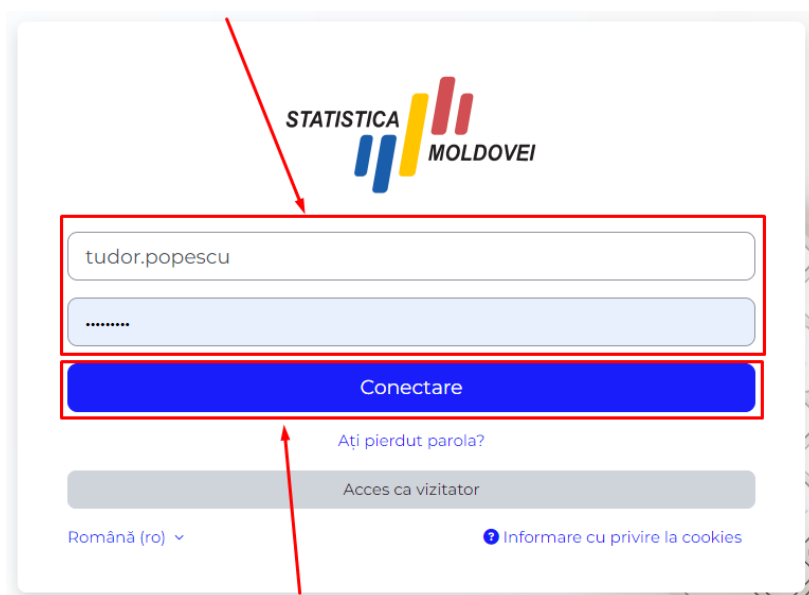 STATISTICA
MOLDOVEI
tudor.popescu
•••••••••
Conectare
Ați pierdut parola?
Acces ca vizitator
Română (ro)
Informare cu privire la cookies